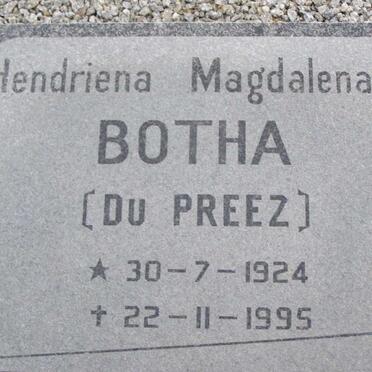 Hendriena Magdalena
BOTHA
(DU PREEZ)
★ 30-7-1924
✝ 22-11-1995